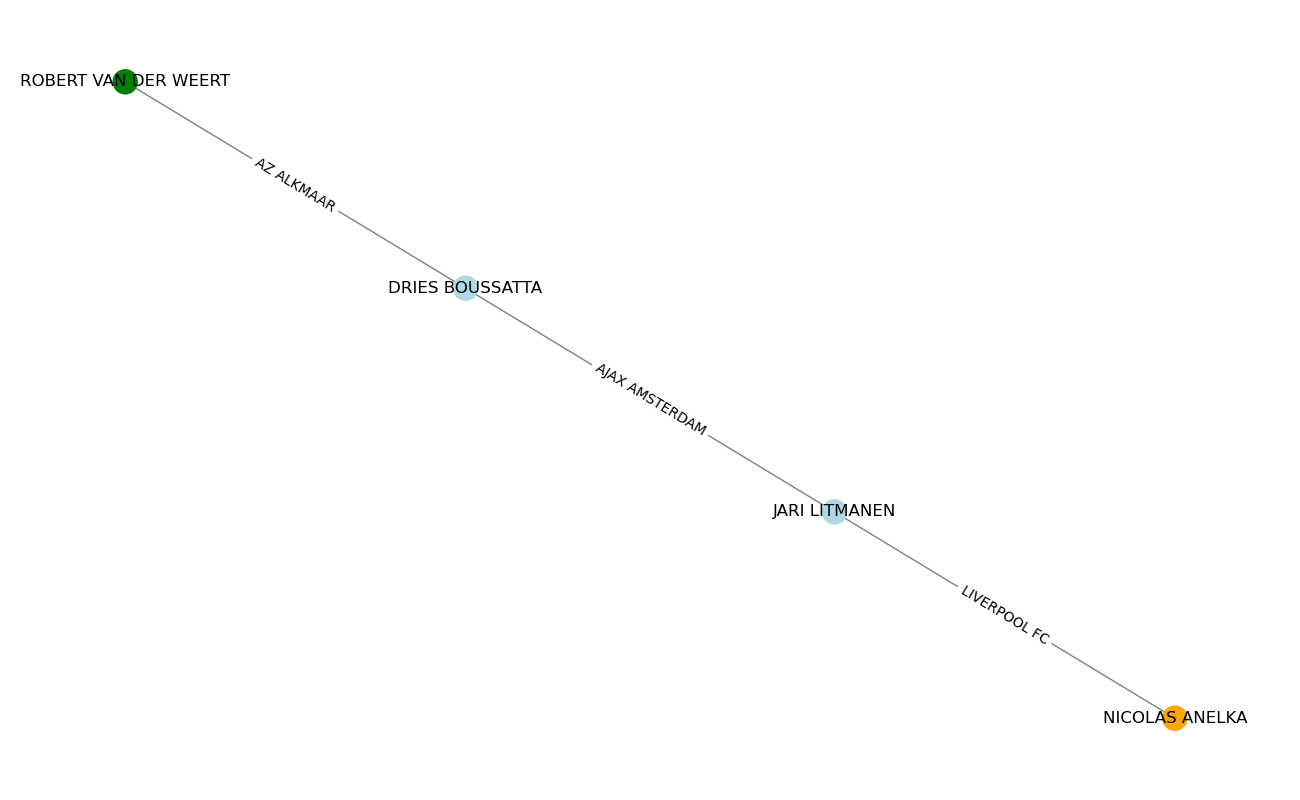 ROBERT VAN DER WEERT
AZ ALKMAAR
DRIES BOUSSATTA
AJAX AMSTERDAM
JARI LITMANEN
LIVERPOOL FC
NICOLAS ANELKA